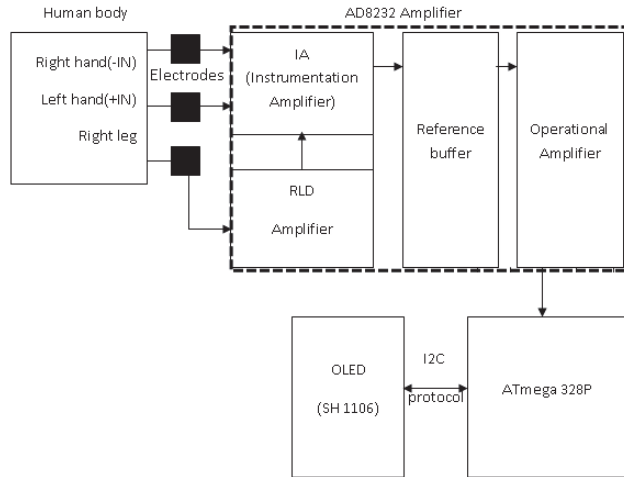 Human body
AD8232 Amplifier
Right hand(-IN)
Left hand(+IN)
Right leg
Electrodes
IA
(Instrumentation
Amplifier)
RLD
Amplifier
Reference
buffer
Operational
Amplifier
OLED
(SH 1106)
I2C
protocol
ATmega 328P